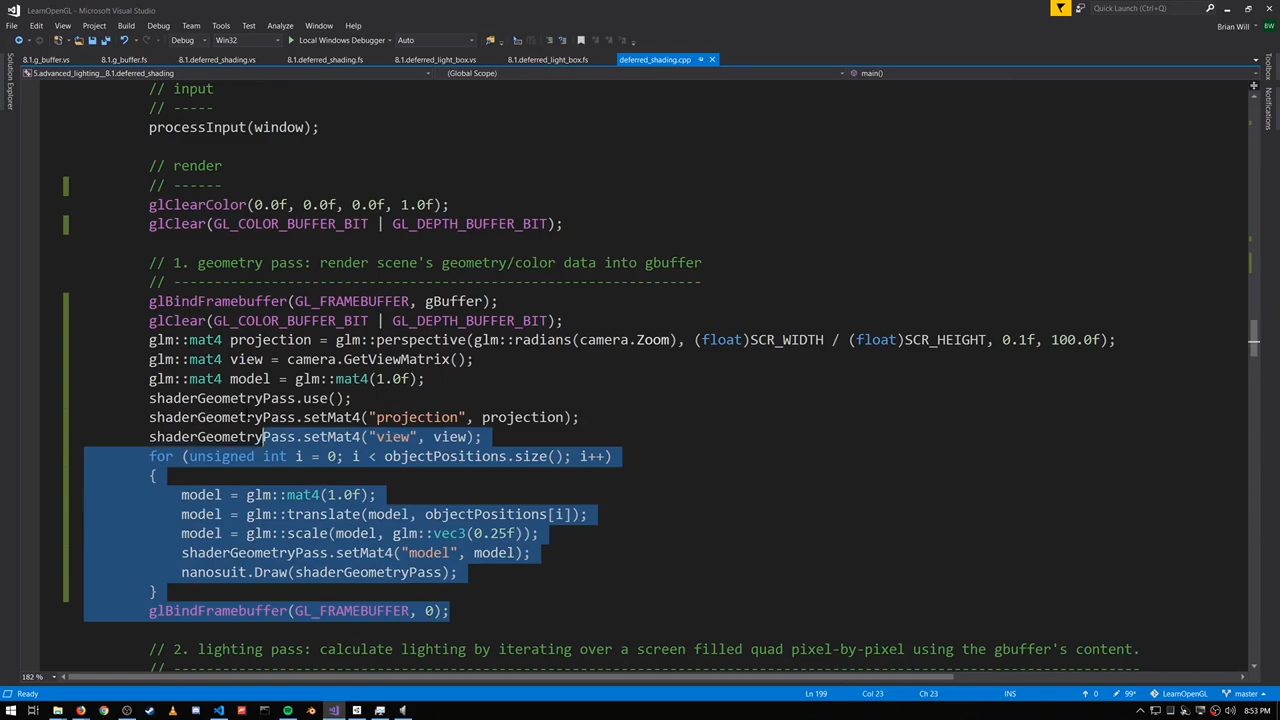 LearnOpenGL - Microsoft Visual Studio
Quick Launch (Ctrl+Q)
File Edit View Project Build Debug Team Tools Test Analyze Window Help
Brian Will BW
Debug Win32 Local Windows Debugger Auto
8.1.g_buffer.vs 8.1.g_buffer.fs 8.1.deferred_shading.vs 8.1.deferred_shading.fs 8.1.deferred_light_box.vs 8.1.deferred_light_box.fs deferred_shading.cpp
5.advanced_lighting__8.1.deferred_shading (Global Scope) main()
Solution Explorer
Toolbox
Notifications
// input
// -----
processInput(window);
// render
// ------
glClearColor(0.0f, 0.0f, 0.0f, 1.0f);
glClear(GL_COLOR_BUFFER_BIT | GL_DEPTH_BUFFER_BIT);
// 1. geometry pass: render scene's geometry/color data into gbuffer
// -----------------------------------------------------------------
glBindFramebuffer(GL_FRAMEBUFFER, gBuffer);
glClear(GL_COLOR_BUFFER_BIT | GL_DEPTH_BUFFER_BIT);
glm::mat4 projection = glm::perspective(glm::radians(camera.Zoom), (float)SCR_WIDTH / (float)SCR_HEIGHT, 0.1f, 100.0f);
glm::mat4 view = camera.GetViewMatrix();
glm::mat4 model = glm::mat4(1.0f);
shaderGeometryPass.use();
shaderGeometryPass.setMat4("projection", projection);
shaderGeometryPass.setMat4("view", view);
for (unsigned int i = 0; i < objectPositions.size(); i++)
{
model = glm::mat4(1.0f);
model = glm::translate(model, objectPositions[i]);
model = glm::scale(model, glm::vec3(0.25f));
shaderGeometryPass.setMat4("model", model);
nanosuit.Draw(shaderGeometryPass);
}
glBindFramebuffer(GL_FRAMEBUFFER, 0);
// 2. lighting pass: calculate lighting by iterating over a screen filled quad pixel-by-pixel using the gbuffer's content.
// -----------------------------------------------------------------------------------------------------------------------
182 %
Ready Ln 199 Col 23 Ch 23 INS 0 99+ LearnOpenGL master
8:53 PM